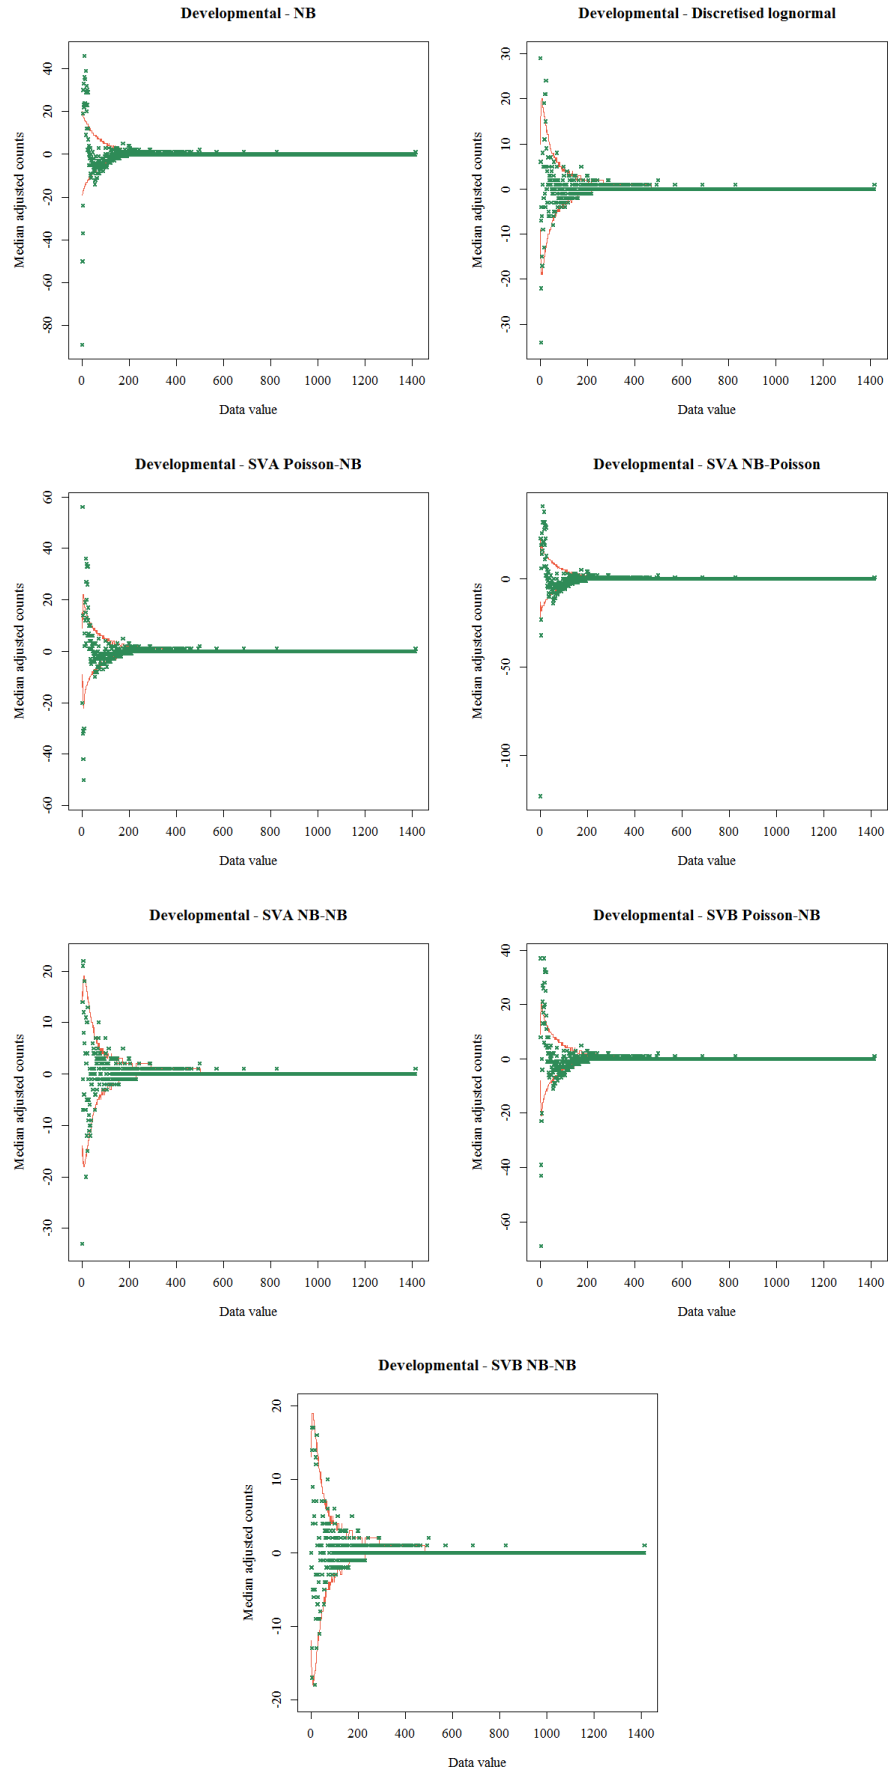 Developmental - NB
Median adjusted counts
40
20
0
-20
-40
-60
-80
0 200 400 600 800 1000 1200 1400
Data value
Developmental - Discretised lognormal
Median adjusted counts
30
20
10
0
-10
-20
-30
0 200 400 600 800 1000 1200 1400
Data value
Developmental - SVA Poisson-NB
Median adjusted counts
60
40
20
0
-20
-40
-60
0 200 400 600 800 1000 1200 1400
Data value
Developmental - SVA NB-Poisson
Median adjusted counts
0
-50
-100
0 200 400 600 800 1000 1200 1400
Data value
Developmental - SVA NB-NB
Median adjusted counts
20
10
0
-10
-20
-30
0 200 400 600 800 1000 1200 1400
Data value
Developmental - SVB Poisson-NB
Median adjusted counts
40
20
0
-20
-40
-60
0 200 400 600 800 1000 1200 1400
Data value
Developmental - SVB NB-NB
Median adjusted counts
20
10
0
-10
-20
0 200 400 600 800 1000 1200 1400
Data value